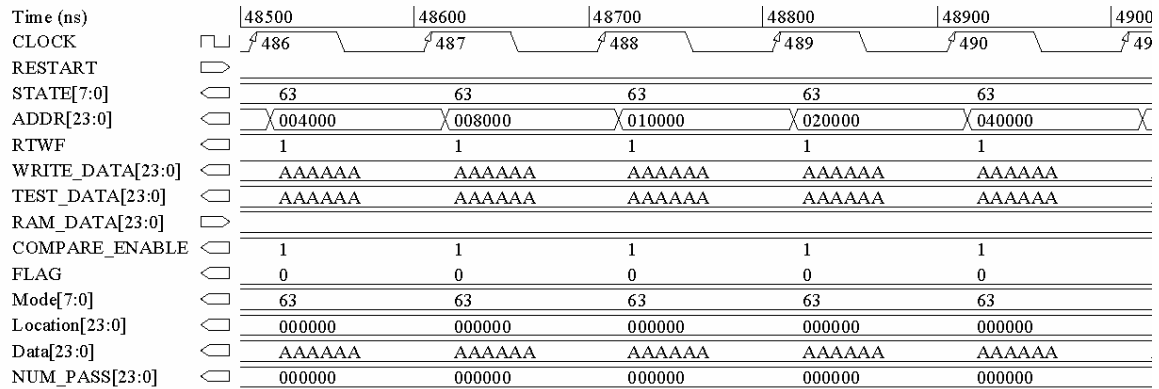 Time (ns) 48500 48600 48700 48800 48900 4900
CLOCK 486 487 488 489 490 49
RESTART
STATE[7:0] 63 63 63 63 63
ADDR[23:0] 004000 008000 010000 020000 040000
RTWF 1 1 1 1 1
WRITE_DATA[23:0] AAAAAA AAAAAA AAAAAA AAAAAA AAAAAA
TEST_DATA[23:0] AAAAAA AAAAAA AAAAAA AAAAAA AAAAAA
RAM_DATA[23:0]
COMPARE_ENABLE 1 1 1 1 1
FLAG 0 0 0 0 0
Mode[7:0] 63 63 63 63 63
Location[23:0] 000000 000000 000000 000000 000000
Data[23:0] AAAAAA AAAAAA AAAAAA AAAAAA AAAAAA
NUM_PASS[23:0] 000000 000000 000000 000000 000000